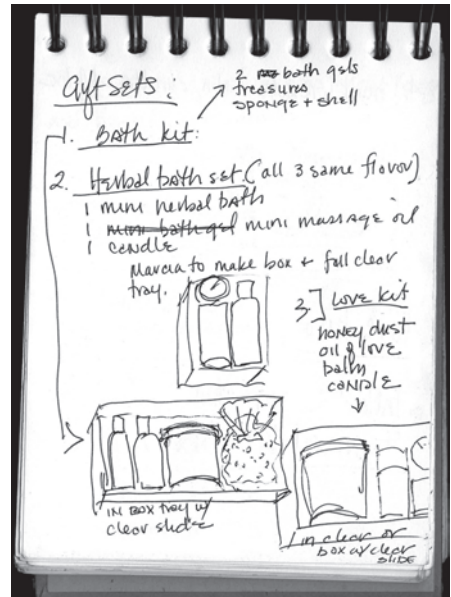 Gift Sets:
1. Bath kit:
2 bath gels
treasures
sponge + shell
2. Herbal bath set (all 3 same flavor)
1 mini herbal bath
1 mini bath gel mini massage oil
1 candle
Marcia to make box + full clear
tray.
3. Love kit
honey dust
oil of love
balm
candle
in box tray w/
clear slide
in clear or
box w/ clear
slide